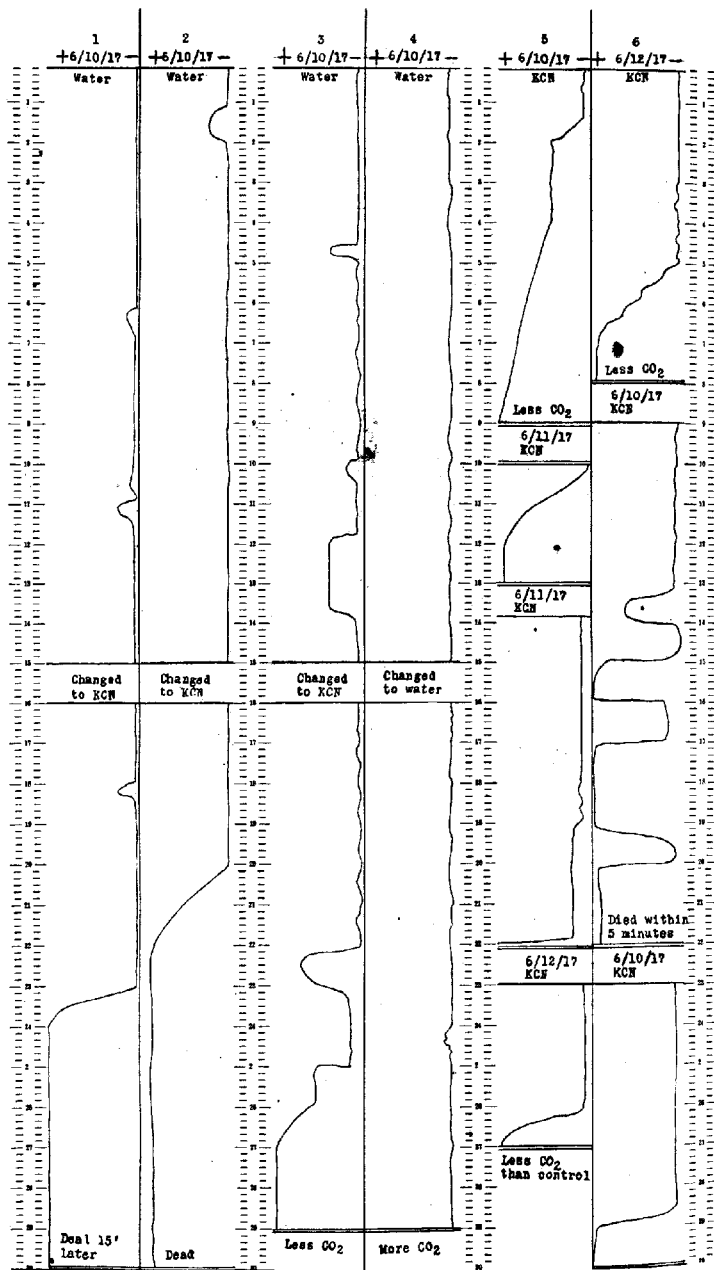 1
2
3
4
5
6
+6/10/17—
+6/10/17—
+ 6/10/17 —
+ 6/10/17—
+ 6/10/17 —
+ 6/12/17—
Water
Water
Water
Water
KCN
KCN
Less CO2
Less CO2
6/10/17
KCN
6/11/17
KCN
6/11/17
KCN
Changed
to KCN
Changed
to KCN
Changed
to KCN
Changed
to water
Died within
5 minutes
6/12/17
KCN
6/10/17
KCN
Less CO2
than control
Deal 15'
later
Dead
Less CO2
More CO2